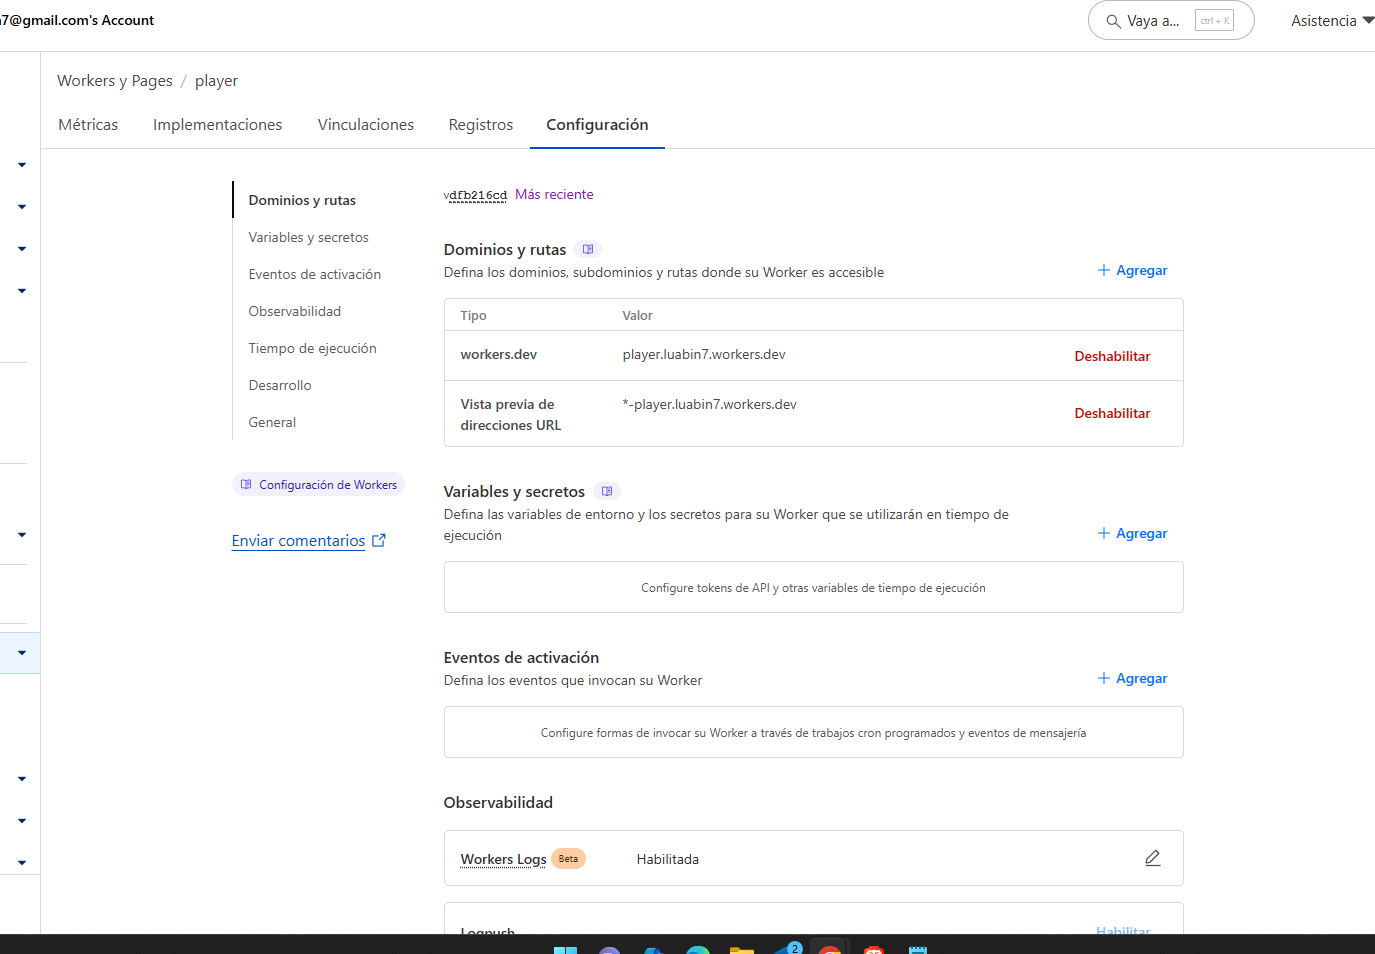 n7@gmail.com's Account
Vaya a...
ctrl + K
Asistencia
Workers y Pages / player
Métricas
Implementaciones
Vinculaciones
Registros
Configuración
Dominios y rutas
Variables y secretos
Eventos de activación
Observabilidad
Tiempo de ejecución
Desarrollo
General
Configuración de Workers
Enviar comentarios
vdfb216cd Más reciente
Dominios y rutas
Defina los dominios, subdominios y rutas donde su Worker es accesible
Agregar
Tipo
Valor
workers.dev
player.luabin7.workers.dev
Deshabilitar
Vista previa de
direcciones URL
*-player.luabin7.workers.dev
Deshabilitar
Variables y secretos
Defina las variables de entorno y los secretos para su Worker que se utilizarán en tiempo de
ejecución
Agregar
Configure tokens de API y otras variables de tiempo de ejecución
Eventos de activación
Defina los eventos que invocan su Worker
Agregar
Configure formas de invocar su Worker a través de trabajos cron programados y eventos de mensajería
Observabilidad
Workers Logs
Beta
Habilitada
Logpush
Habilitar
2